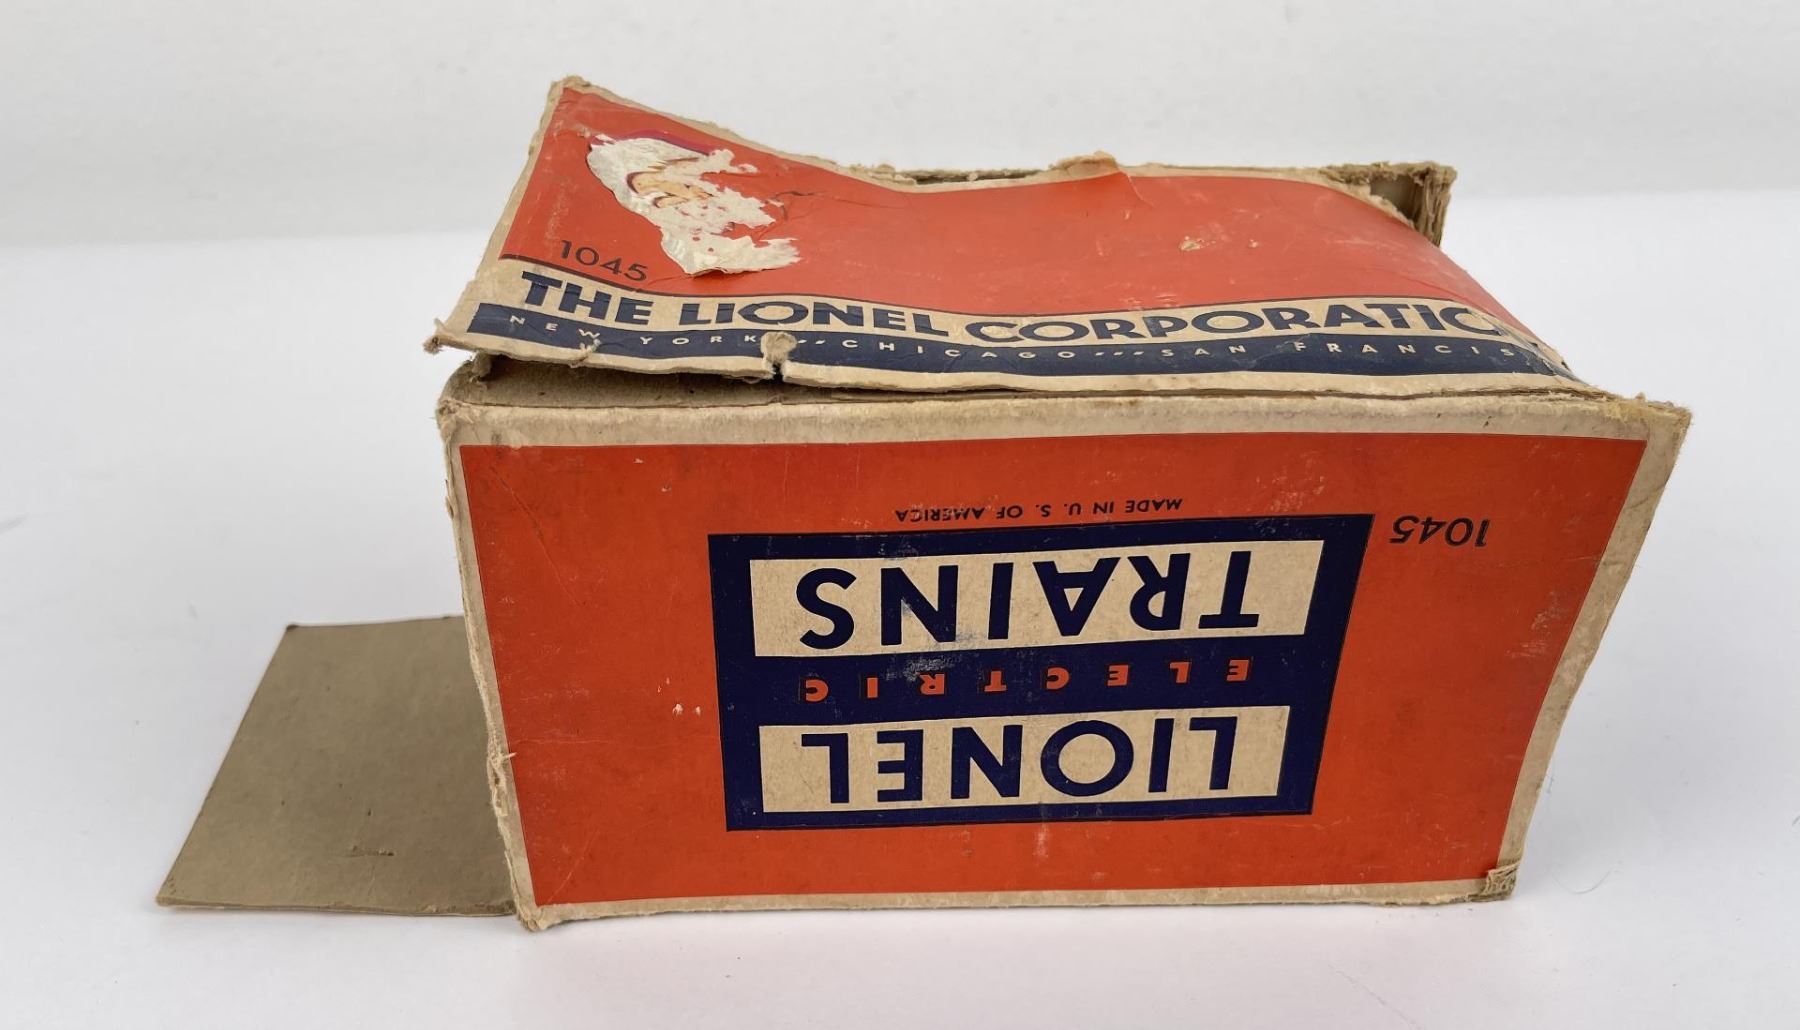 1045
THE LIONEL CORPORATIO
NEW YORK --- CHICAGO --- SAN FRANCIS
LIONEL
ELECTRIC
TRAINS
1045
MADE IN U. S. OF AMERICA